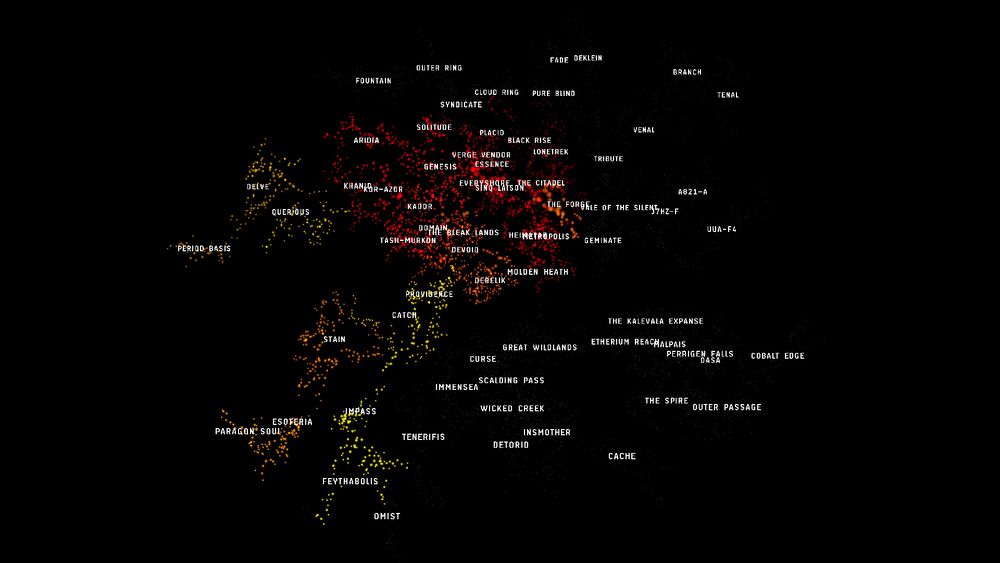 FADE DEKLEIN
OUTER RING
BRANCH
FOUNTAIN
CLOUD RING PURE BLIND
TENAL
SYNDICATE
SOLITUDE
VENAL
PLACID
ARIDIA
BLACK RISE
VERGE VENDOR
LONETREK
TRIBUTE
ESSENCE
GENESIS
EVERYSHORE THE CITADEL
DELVE
KHANID
KOR-AZOR
SINQ LAISON
A821-A
KADOR
THE FORGE
VALE OF THE SILENT
J7HZ-F
QUERIOUS
DOMAIN
THE BLEAK LANDS
UUA-F4
METROPOLIS
TASH-MURKON
GEMINATE
PERIOD BASIS
DEVOID
MOLDEN HEATH
DERELIK
PROVIDENCE
CATCH
THE KALEVALA EXPANSE
STAIN
ETHERIUM REACH
MALPAIS
GREAT WILDLANDS
PERRIGEN FALLS
COBALT EDGE
CURSE
OASA
SCALDING PASS
IMMENSEA
THE SPIRE
OUTER PASSAGE
IMPASS
WICKED CREEK
ESOTERIA
PARAGON SOUL
INSMOTHER
TENERIFIS
DETORID
CACHE
FEYTHABOLIS
OMIST